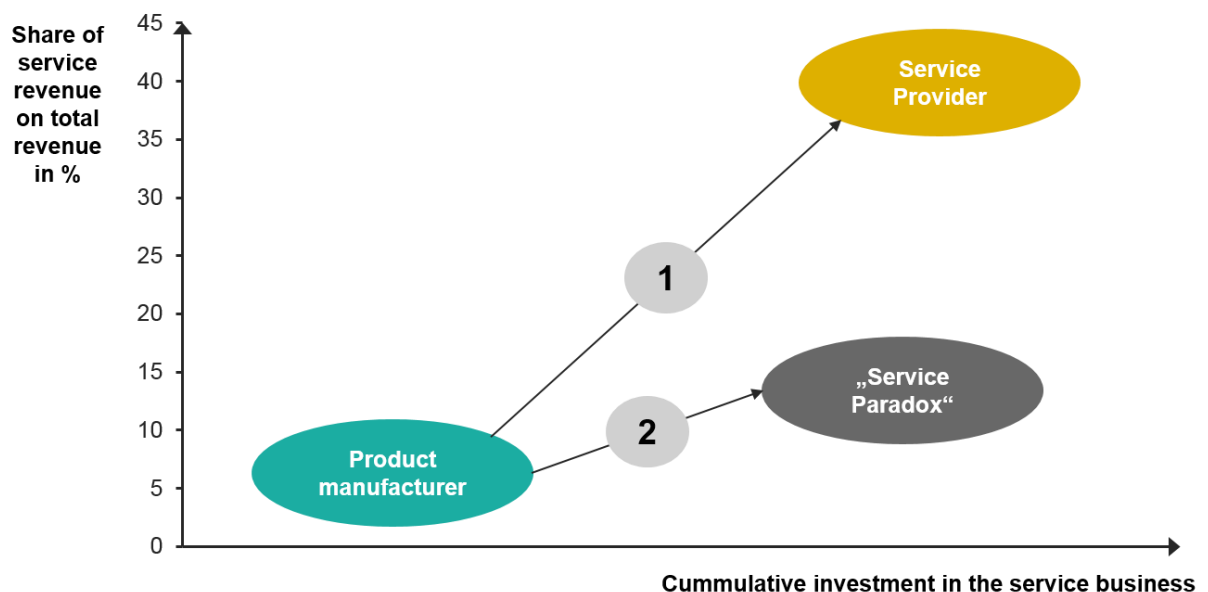 Share of
service
revenue
on total
revenue
in %
45
40
35
30
25
20
15
10
5
0
Service
Provider
1
„Service
Paradox“
2
Product
manufacturer
Cummulative investment in the service business